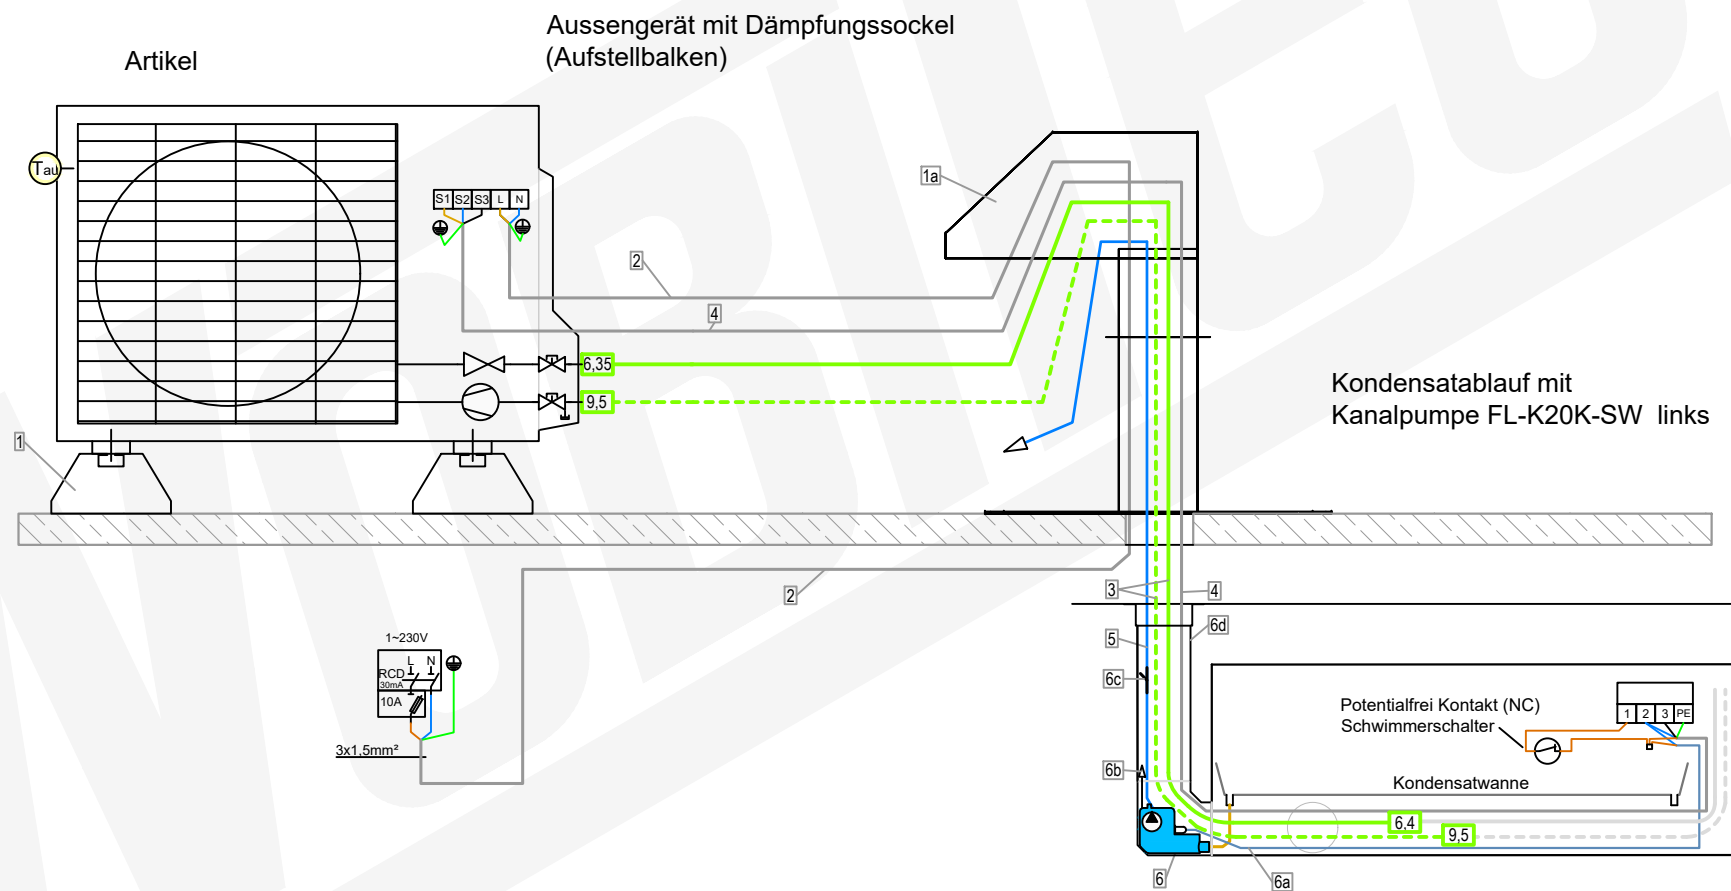 Aussengerät mit Dämpfungssockel
(Aufstellbalken)
Artikel
Tau
S1 S2 S3 L N
1a
2
4
6,35
9,5
Kondensatablauf mit
Kanalpumpe FL-K20K-SW links
1
2
3
4
5
6d
6c
1~230V
L N
RCD
30mA
10A
3x1,5mm²
Potentialfrei Kontakt (NC)
Schwimmerschalter
1 2 3 PE
Kondensatwanne
6b
6,4
9,5
6
6a